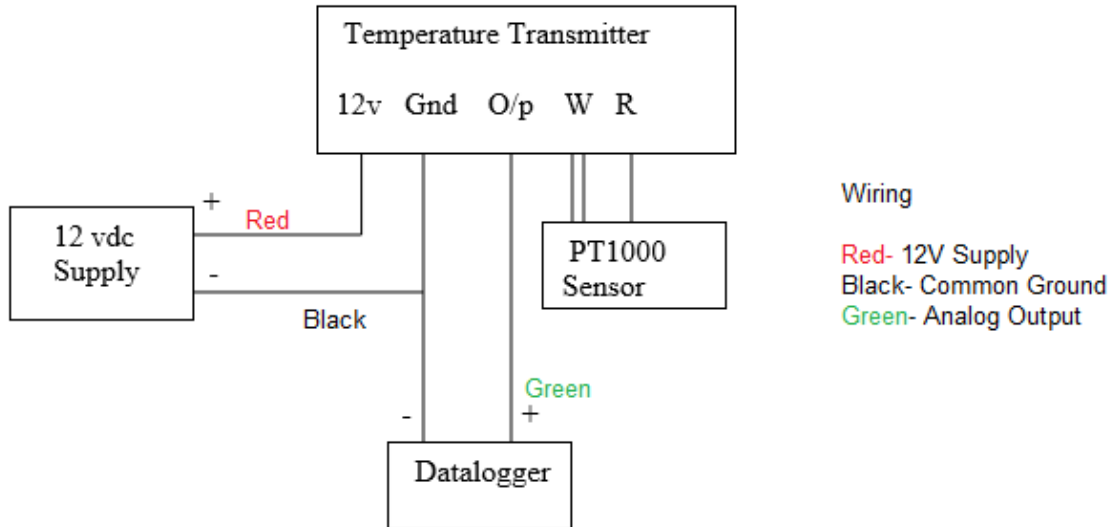 Temperature Transmitter
12v Gnd O/p W R
+
Red
12 vdc
Supply
-
Black
PT1000
Sensor
Green
- +
Datalogger
Wiring
Red- 12V Supply
Black- Common Ground
Green- Analog Output